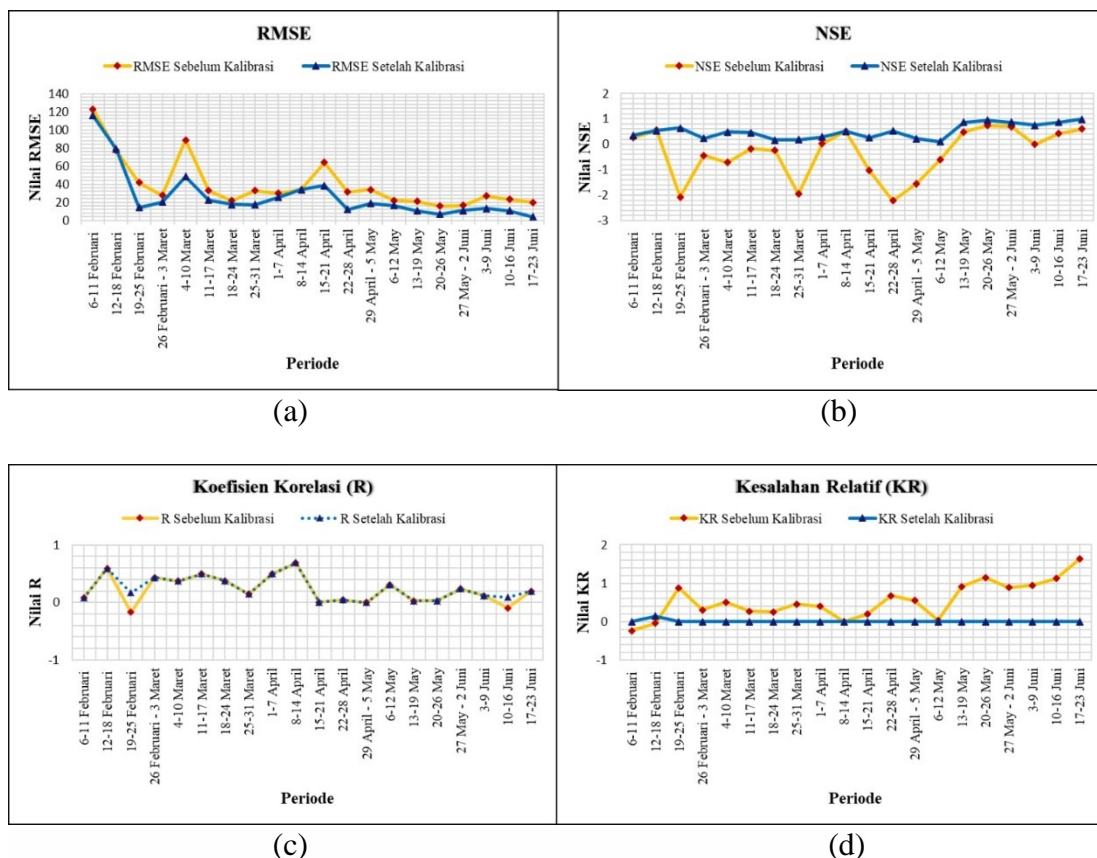 RMSE
RMSE Sebelum Kalibrasi
RMSE Setelah Kalibrasi
Nilai RMSE
140
120
100
80
60
40
20
0
6-11 Februari
12-18 Februari
19-25 Februari
26 Februari - 3 Maret
4-10 Maret
11-17 Maret
18-24 Maret
25-31 Maret
1-7 April
8-14 April
15-21 April
22-28 April
29 April - 5 May
6-12 May
13-19 May
20-26 May
27 May - 2 Juni
3-9 Juni
10-16 Juni
17-23 Juni
Periode
(a)
NSE
NSE Sebelum Kalibrasi
NSE Setelah Kalibrasi
Nilai NSE
2
1
0
-1
-2
-3
6-11 Februari
12-18 Februari
19-25 Februari
26 Februari - 3 Maret
4-10 Maret
11-17 Maret
18-24 Maret
25-31 Maret
1-7 April
8-14 April
15-21 April
22-28 April
29 April - 5 May
6-12 May
13-19 May
20-26 May
27 May - 2 Juni
3-9 Juni
10-16 Juni
17-23 Juni
Periode
(b)
Koefisien Korelasi (R)
R Sebelum Kalibrasi
R Setelah Kalibrasi
Nilai R
1
0
-1
6-11 Februari
12-18 Februari
19-25 Februari
26 Februari - 3 Maret
4-10 Maret
11-17 Maret
18-24 Maret
25-31 Maret
1-7 April
8-14 April
15-21 April
22-28 April
29 April - 5 May
6-12 May
13-19 May
20-26 May
27 May - 2 Juni
3-9 Juni
10-16 Juni
17-23 Juni
Periode
(c)
Kesalahan Relatif (KR)
KR Sebelum Kalibrasi
KR Setelah Kalibrasi
Nilai KR
2
1
0
-1
6-11 Februari
12-18 Februari
19-25 Februari
26 Februari - 3 Maret
4-10 Maret
11-17 Maret
18-24 Maret
25-31 Maret
1-7 April
8-14 April
15-21 April
22-28 April
29 April - 5 May
6-12 May
13-19 May
20-26 May
27 May - 2 Juni
3-9 Juni
10-16 Juni
17-23 Juni
Periode
(d)